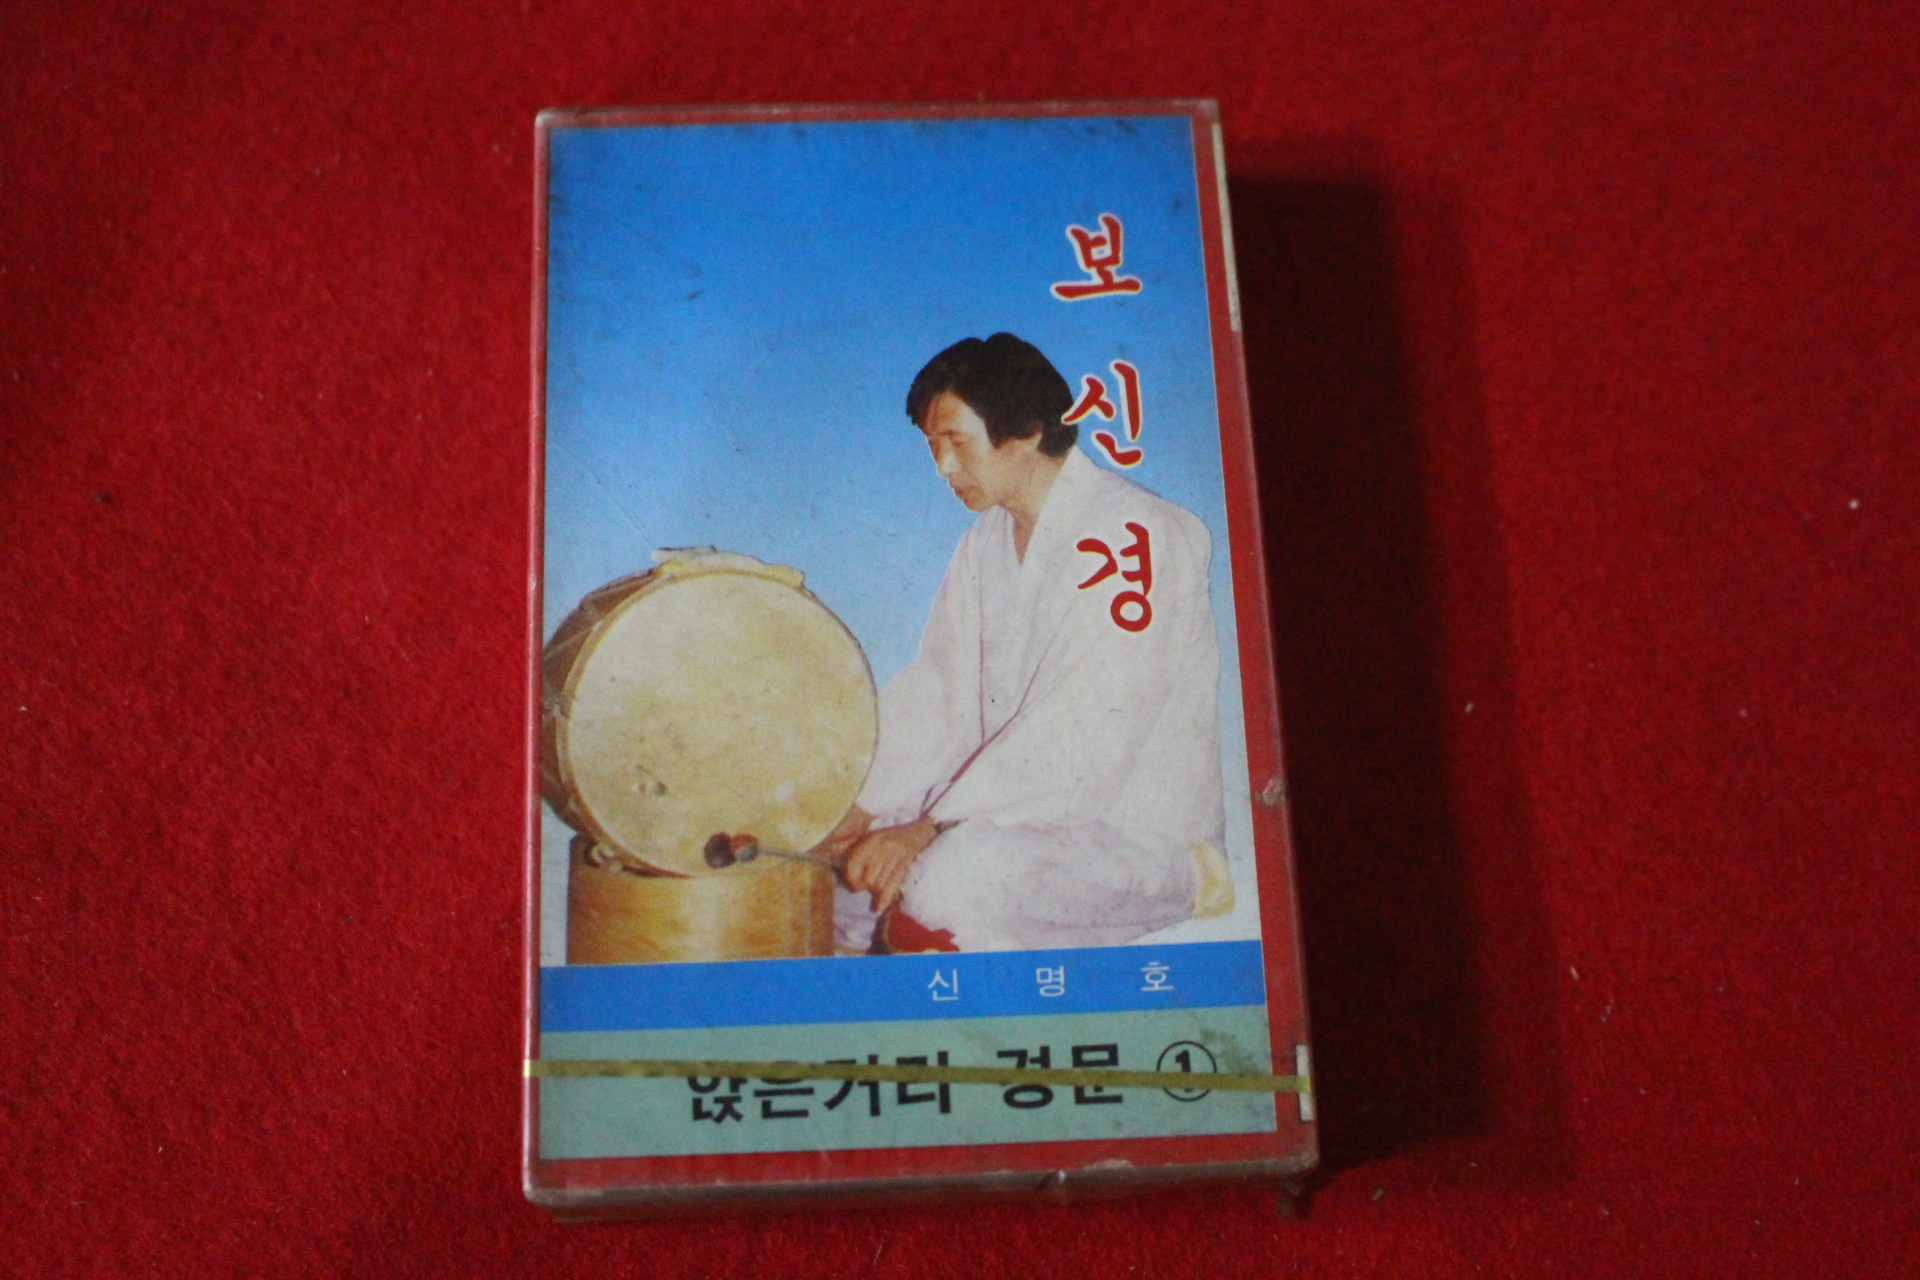 보신경
신명호
앉은거리 경문 ①